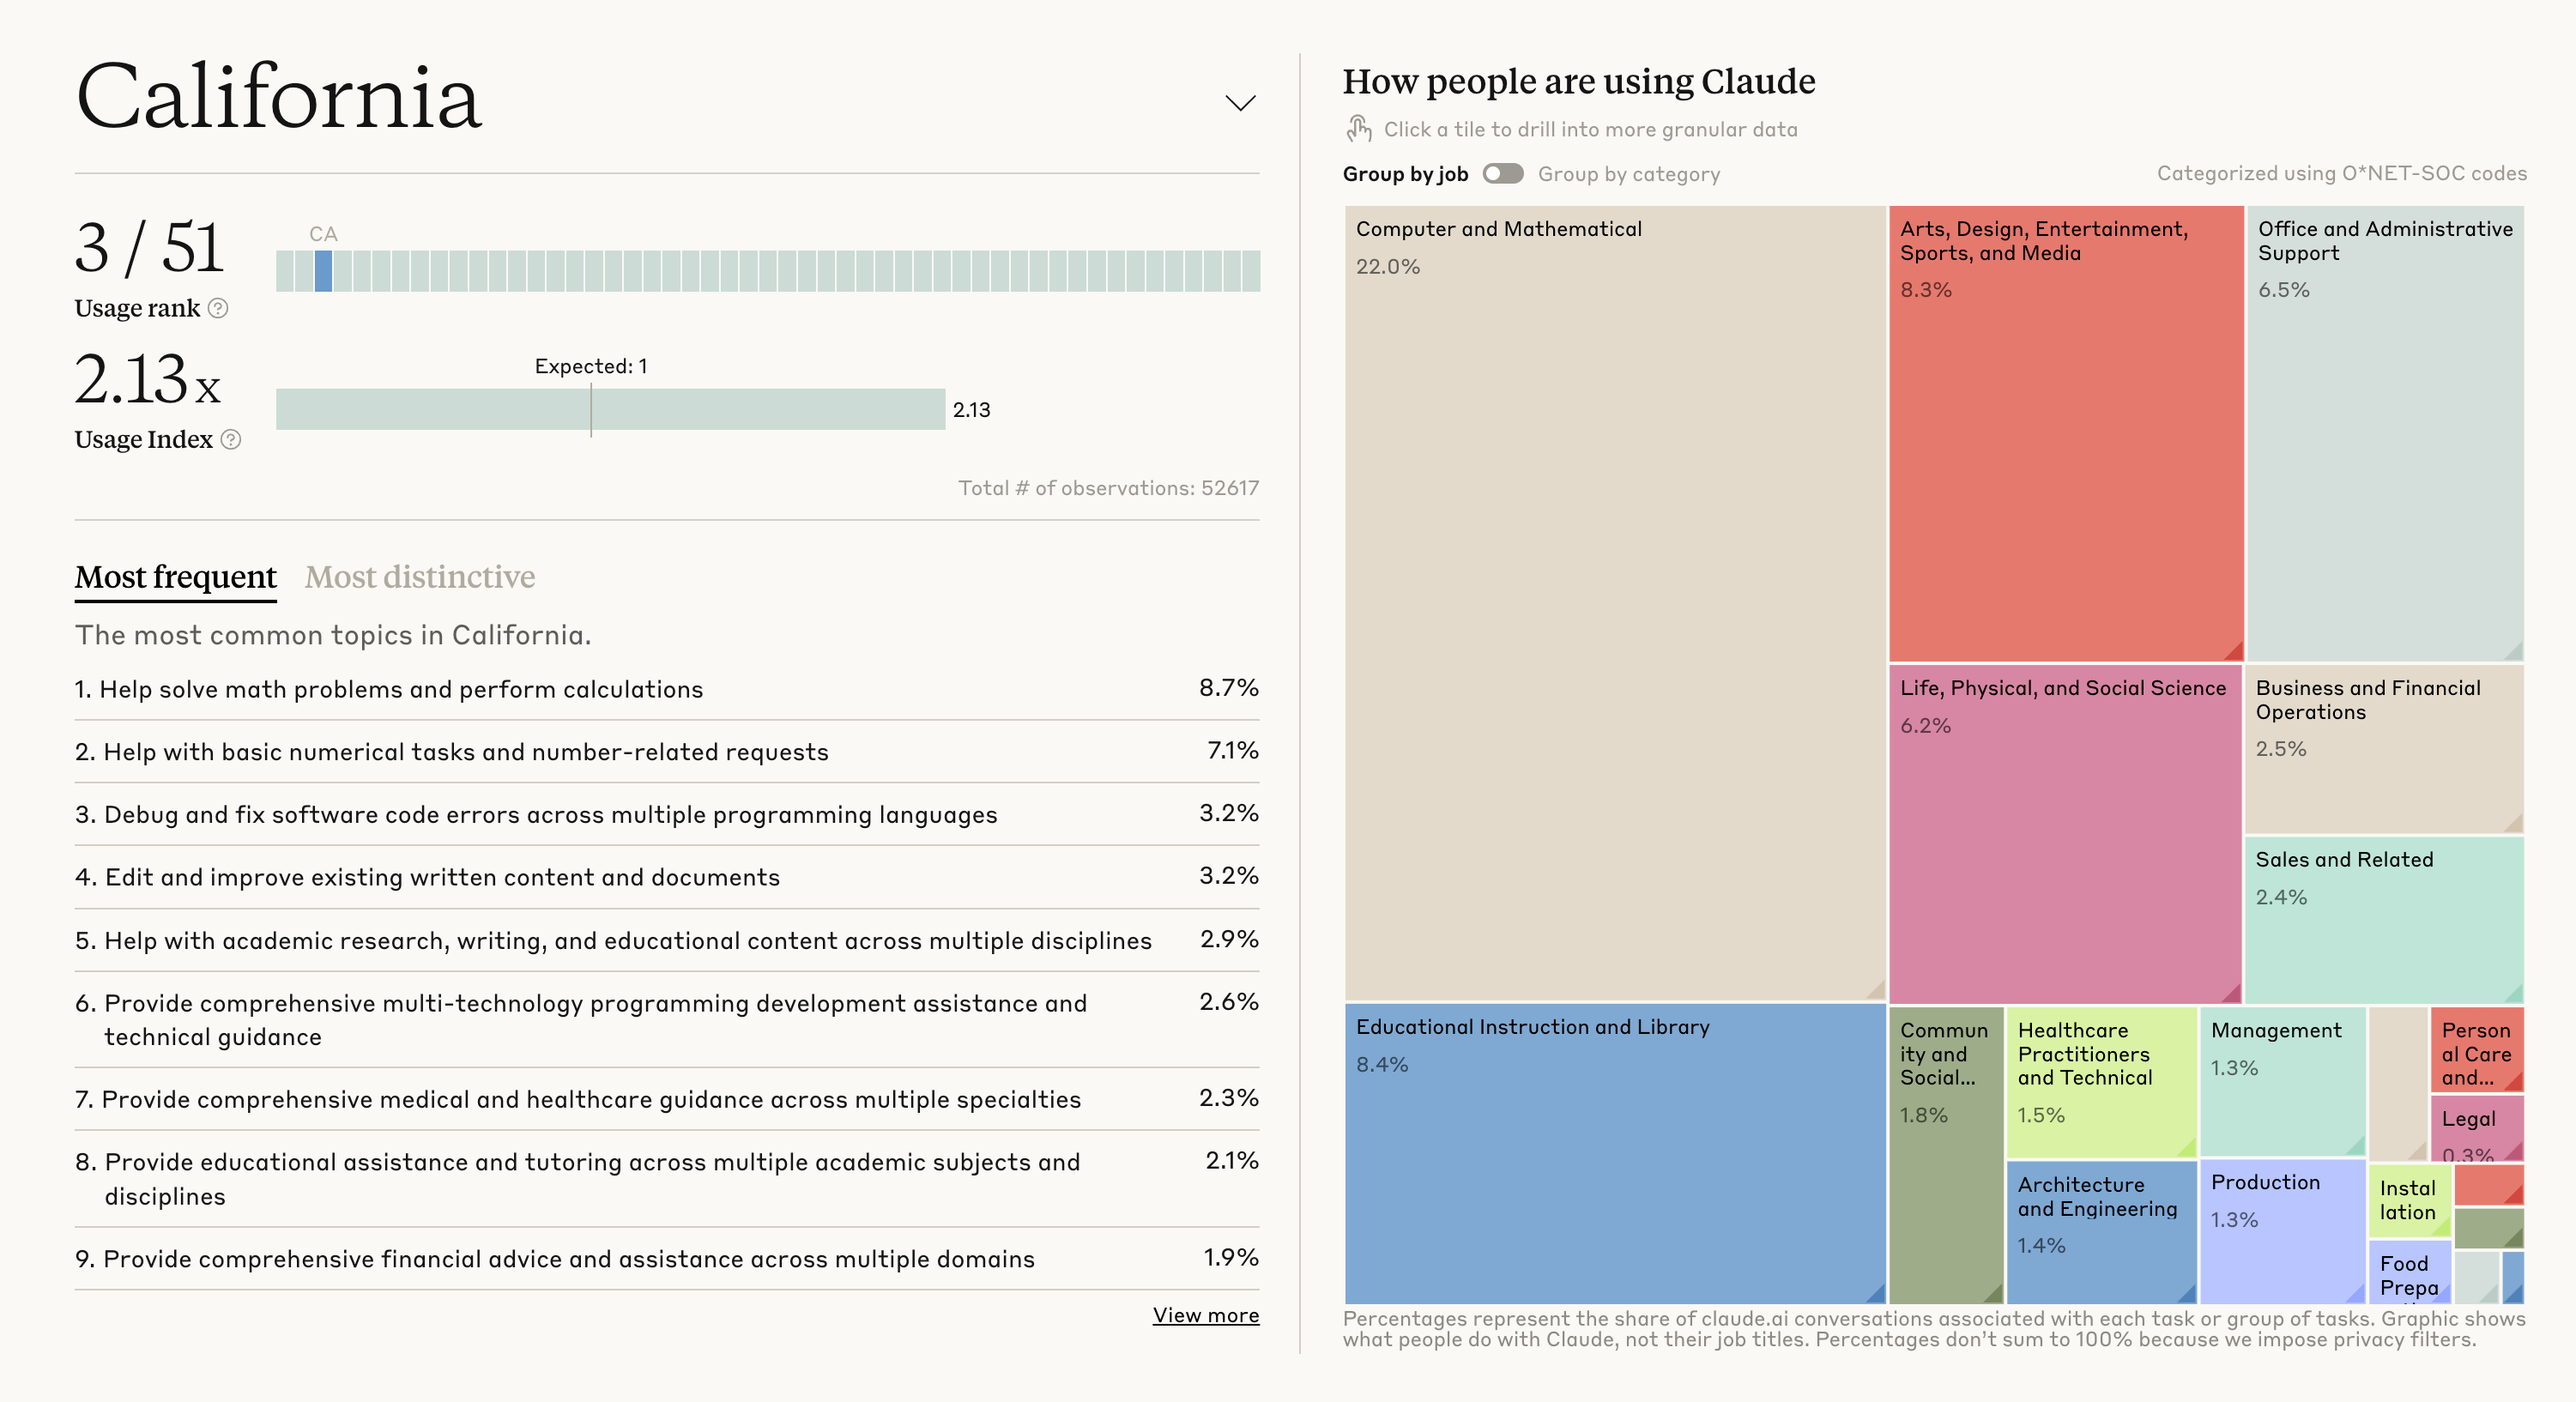 California
3 / 51
CA
Usage rank ?
2.13 x
Expected: 1
2.13
Usage Index ?
Total # of observations: 52617
Most frequent Most distinctive
The most common topics in California.
1. Help solve math problems and perform calculations 8.7%
2. Help with basic numerical tasks and number-related requests 7.1%
3. Debug and fix software code errors across multiple programming languages 3.2%
4. Edit and improve existing written content and documents 3.2%
5. Help with academic research, writing, and educational content across multiple disciplines 2.9%
6. Provide comprehensive multi-technology programming development assistance and 2.6%
technical guidance
7. Provide comprehensive medical and healthcare guidance across multiple specialties 2.3%
8. Provide educational assistance and tutoring across multiple academic subjects and 2.1%
disciplines
9. Provide comprehensive financial advice and assistance across multiple domains 1.9%
View more
How people are using Claude
Click a tile to drill into more granular data
Group by job Group by category
Categorized using O*NET-SOC codes
Computer and Mathematical
22.0%
Arts, Design, Entertainment,
Sports, and Media
8.3%
Office and Administrative
Support
6.5%
Life, Physical, and Social Science
6.2%
Business and Financial
Operations
2.5%
Sales and Related
2.4%
Educational Instruction and Library
8.4%
Commun
ity and
Social...
1.8%
Healthcare
Practitioners
and Technical
1.5%
Management
1.3%
Person
al Care
and...
Legal
0.3%
Architecture
and Engineering
1.4%
Production
1.3%
Instal
lation
Food
Prepa
Percentages represent the share of claude.ai conversations associated with each task or group of tasks. Graphic shows
what people do with Claude, not their job titles. Percentages don't sum to 100% because we impose privacy filters.